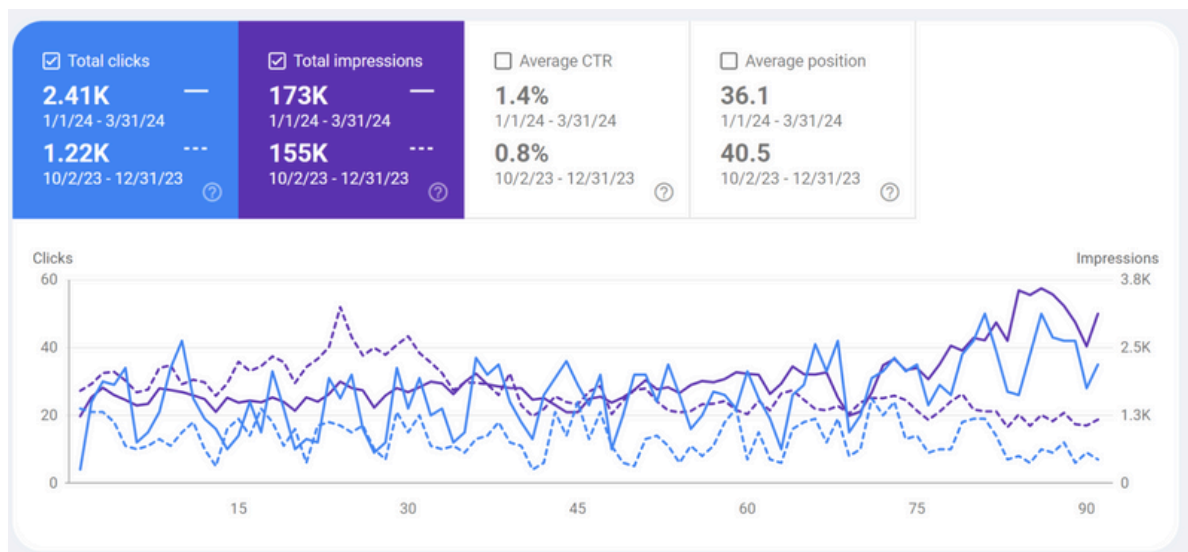 Total clicks
2.41K
1/1/24 - 3/31/24
1.22K
10/2/23 - 12/31/23
Total impressions
173K
1/1/24 - 3/31/24
155K
10/2/23 - 12/31/23
Average CTR
1.4%
1/1/24 - 3/31/24
0.8%
10/2/23 - 12/31/23
Average position
36.1
1/1/24 - 3/31/24
40.5
10/2/23 - 12/31/23
Clicks
60
40
20
0
Impressions
3.8K
2.5K
1.3K
0
15 30 45 60 75 90